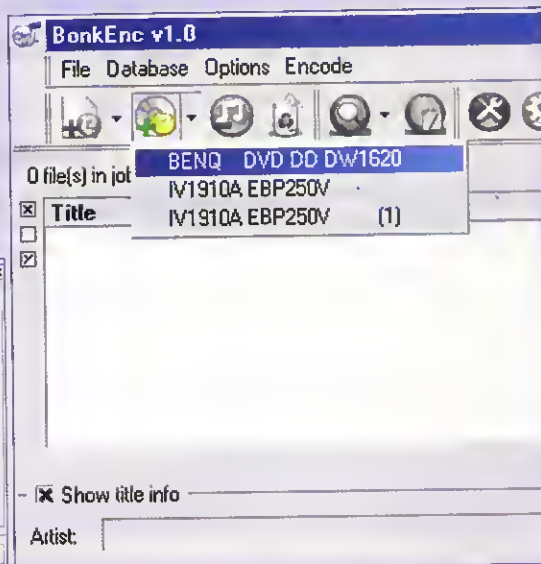 BonkEnc v1.0
File Database Options Encode
BENQ DVD DD DW1620
0 file(s) in job
IV1910A EBP250V
Title
IV1910A EBP250V (1)
Show title info
Artist: